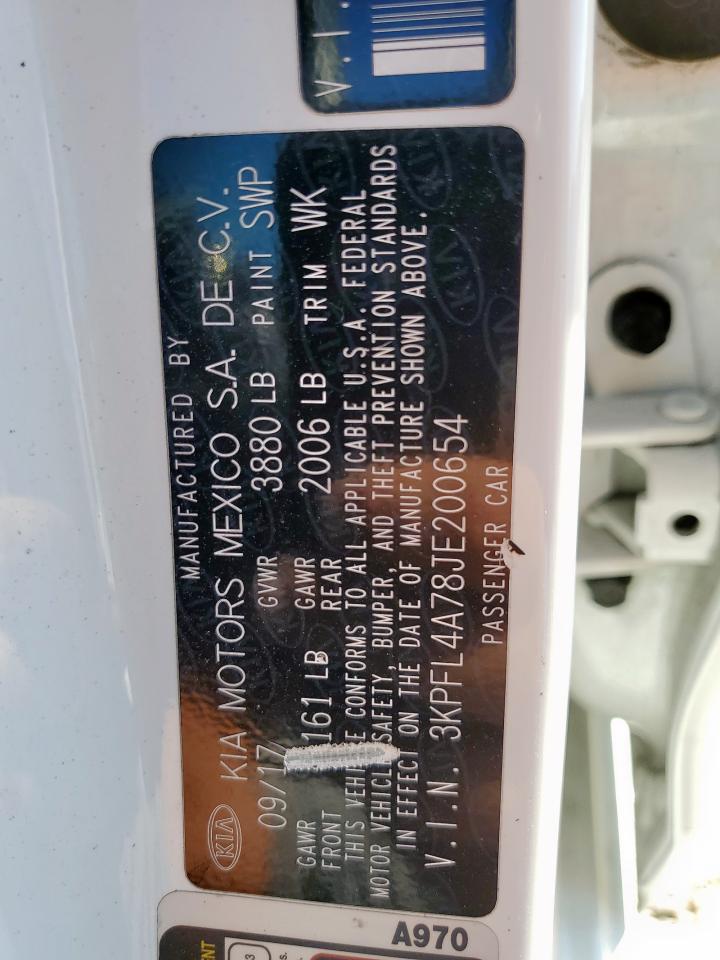 V.I.
MANUFACTURED BY
KIA KIA MOTORS MEXICO S.A. DE C.V.
09/17 GVWR 3880 LB PAINT SWP
GAWR FRONT 161 LB GAWR REAR 2006 LB TRIM WK
THIS VEHICLE CONFORMS TO ALL APPLICABLE U.S.A. FEDERAL
MOTOR VEHICLE SAFETY, BUMPER, AND THEFT PREVENTION STANDARDS
IN EFFECT ON THE DATE OF MANUFACTURE SHOWN ABOVE.
V.I.N. 3KPFL4A78JE200654
PASSENGER CAR
A970